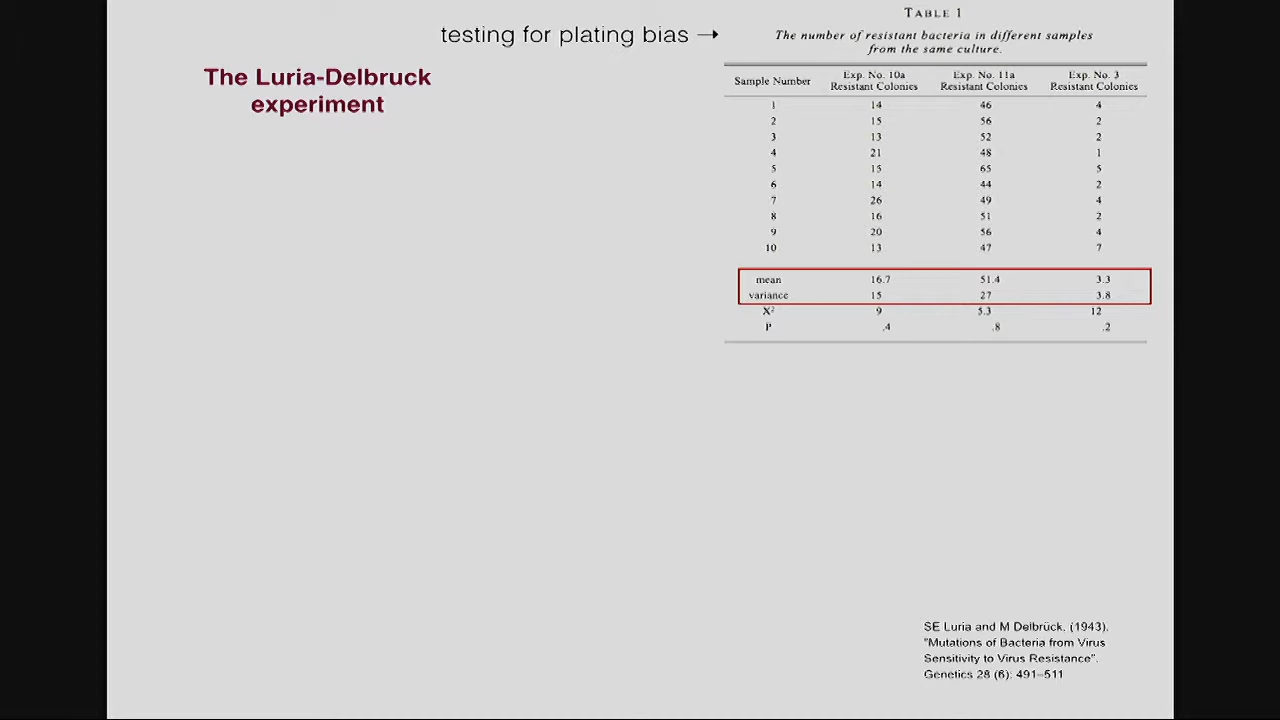 testing for plating bias →
The Luria-Delbruck
experiment
TABLE 1
The number of resistant bacteria in different samples
from the same culture.
Sample Number Exp. No. 10a Resistant Colonies Exp. No. 11a Resistant Colonies Exp. No. 3 Resistant Colonies
1 14 46 4
2 15 56 2
3 13 52 2
4 21 48 1
5 15 65 5
6 14 44 2
7 26 49 4
8 16 51 2
9 20 56 4
10 13 47 7
mean 16.7 51.4 3.3
variance 15 27 3.8
X² 9 5.3 12
P .4 .8 .2
SE Luria and M Delbrück. (1943).
"Mutations of Bacteria from Virus
Sensitivity to Virus Resistance".
Genetics 28 (6): 491–511